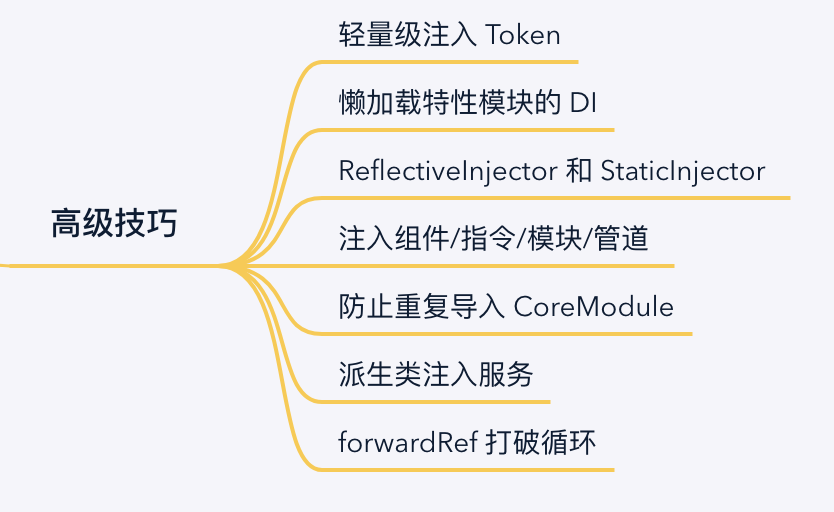 高级技巧
轻量级注入 Token
懒加载特性模块的 DI
ReflectiveInjector 和 StaticInjector
注入组件/指令/模块/管道
防止重复导入 CoreModule
派生类注入服务
forwardRef 打破循环